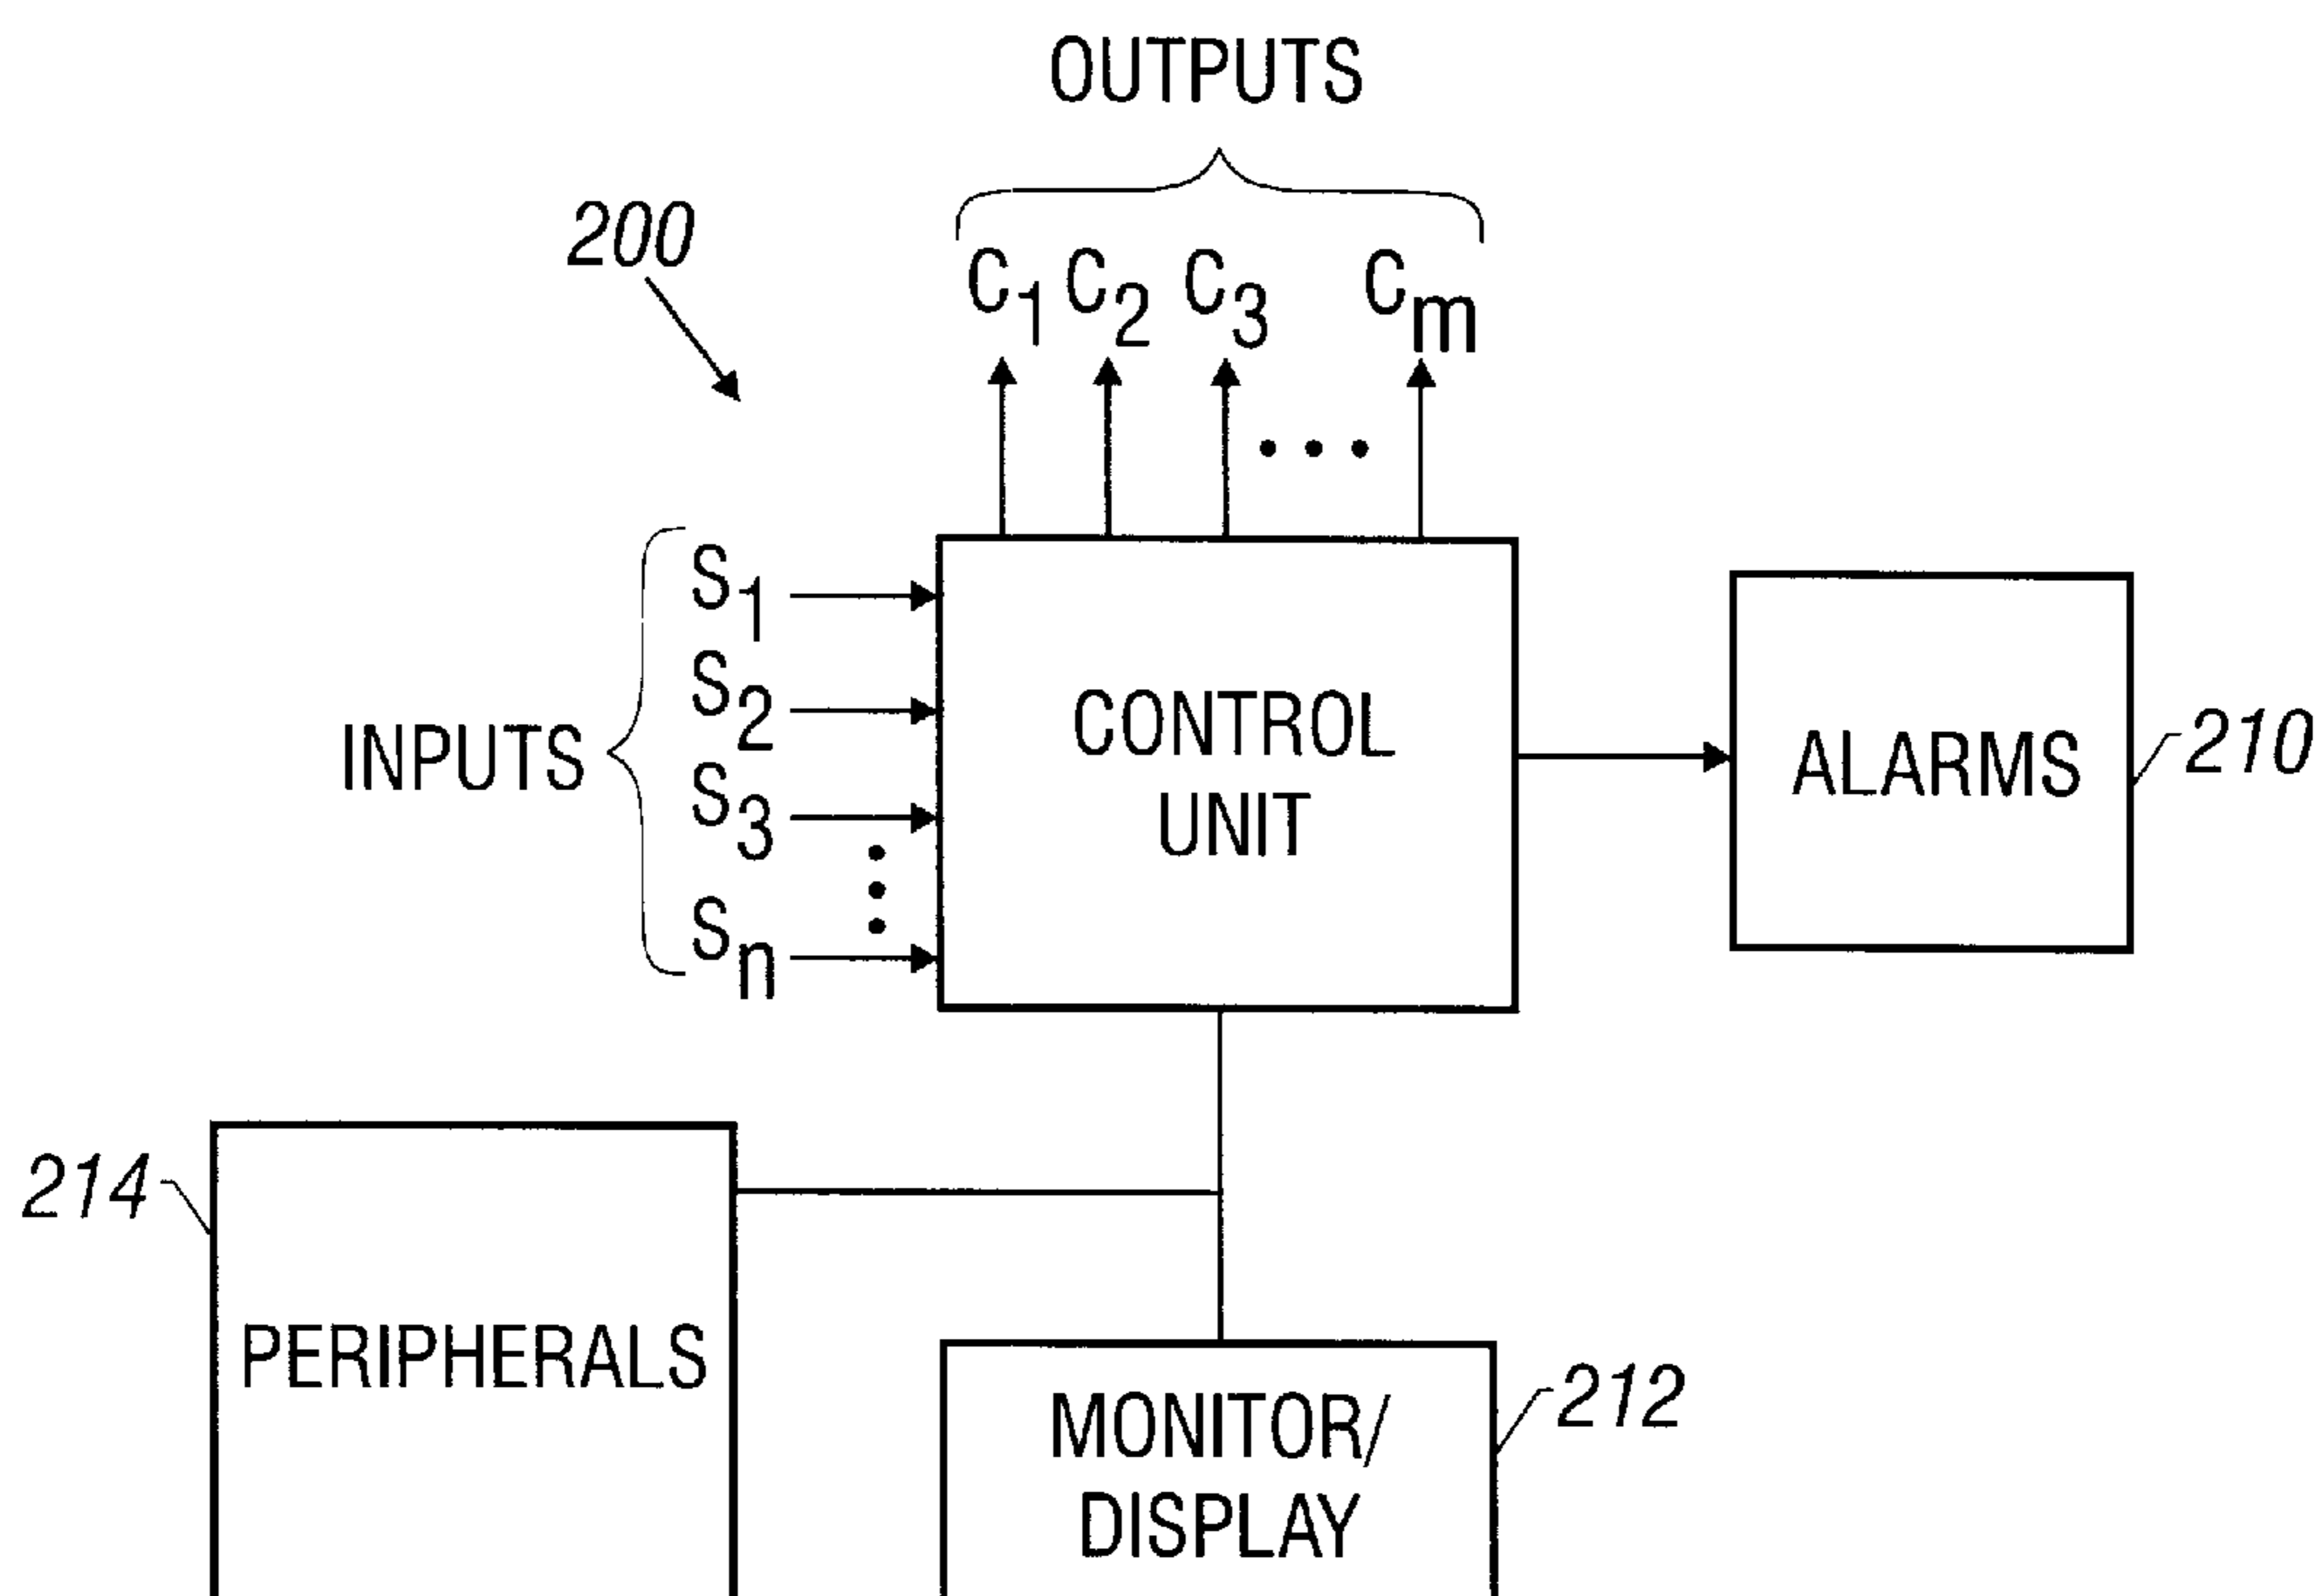 OUTPUTS
200
C1 C2 C3 Cm
S1
S2
S3
Sn
INPUTS
CONTROL
UNIT
ALARMS
210
214
PERIPHERALS
MONITOR/
DISPLAY
212